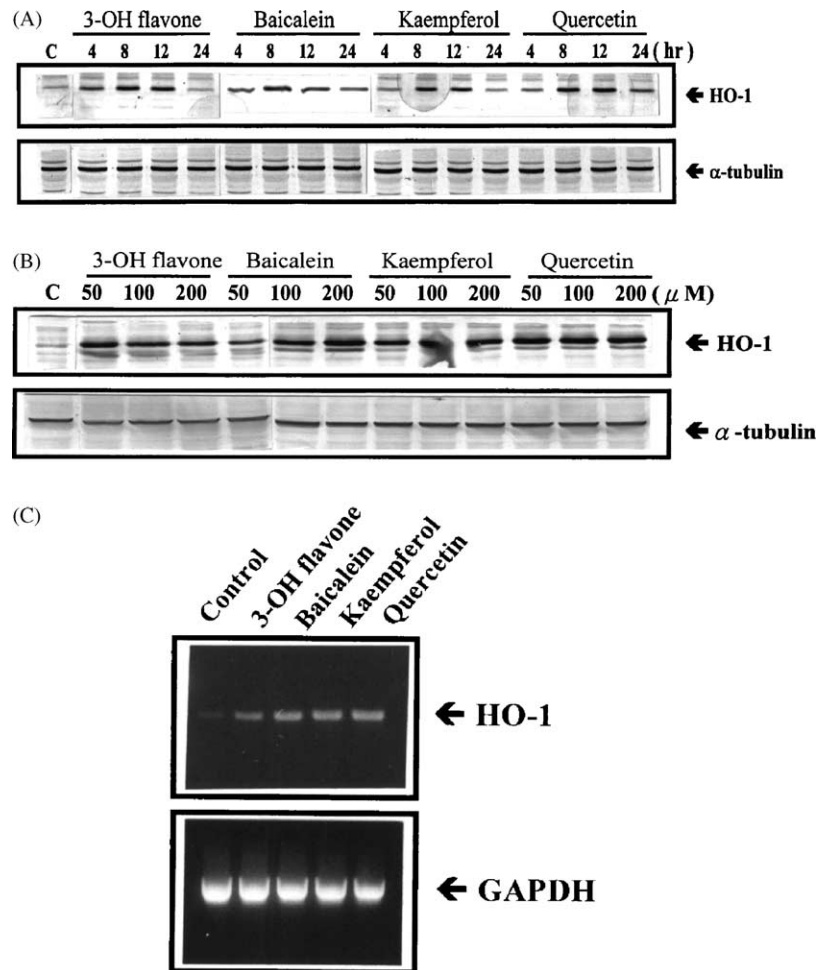 (A)
3-OH flavone Baicalein Kaempferol Quercetin
C 4 8 12 24 4 8 12 24 4 8 12 24 4 8 12 24 (hr)
HO-1
α-tubulin
(B)
3-OH flavone Baicalein Kaempferol Quercetin
C 50 100 200 50 100 200 50 100 200 50 100 200 (μM)
HO-1
α-tubulin
(C)
Control 3-OH flavone Baicalein Kaempferol Quercetin
HO-1
GAPDH